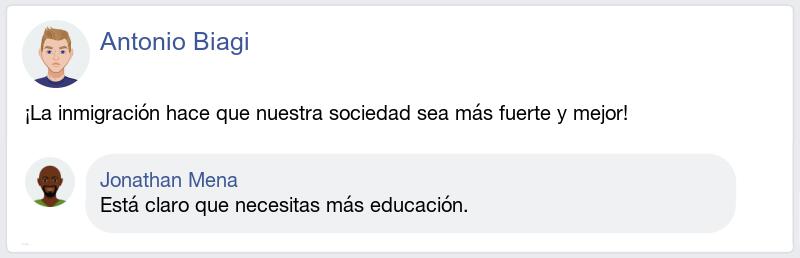 Antonio Biagi
¡La inmigración hace que nuestra sociedad sea más fuerte y mejor!
Jonathan Mena
Está claro que necesitas más educación.